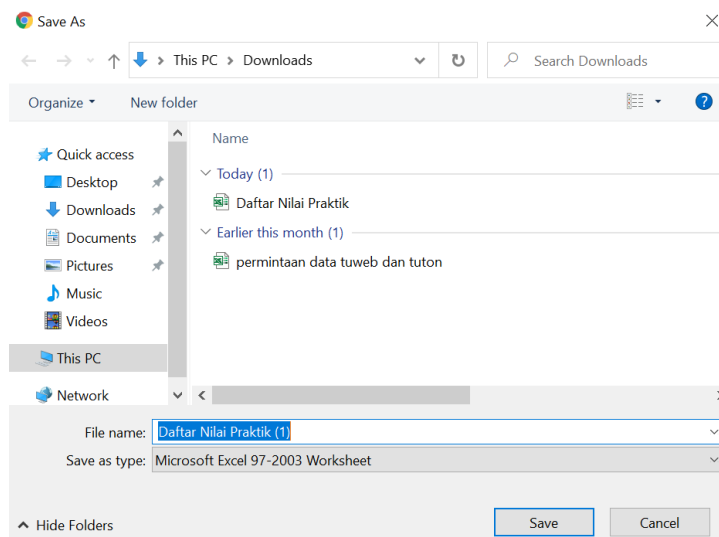 Save As
This PC > Downloads
Search Downloads
Organize
New folder
?
Name
Quick access
Desktop
Downloads
Documents
Pictures
Music
Videos
This PC
Network
Today (1)
Daftar Nilai Praktik
Earlier this month (1)
permintaan data tuweb dan tuton
File name: Daftar Nilai Praktik (1)
Save as type: Microsoft Excel 97-2003 Worksheet
Hide Folders
Save
Cancel